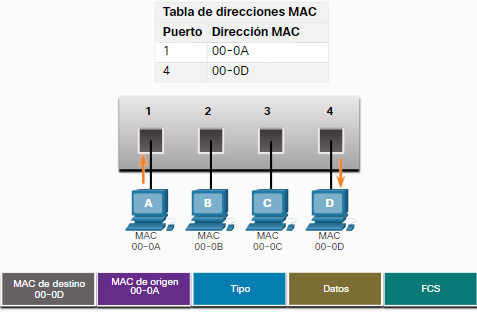 Tabla de direcciones MAC
Puerto Dirección MAC
1 00-0A
4 00-0D
1 2 3 4
A B C D
MAC MAC MAC MAC
00-0A 00-0B 00-0C 00-0D
MAC de destino MAC de origen Tipo Datos FCS
00-0D 00-0A